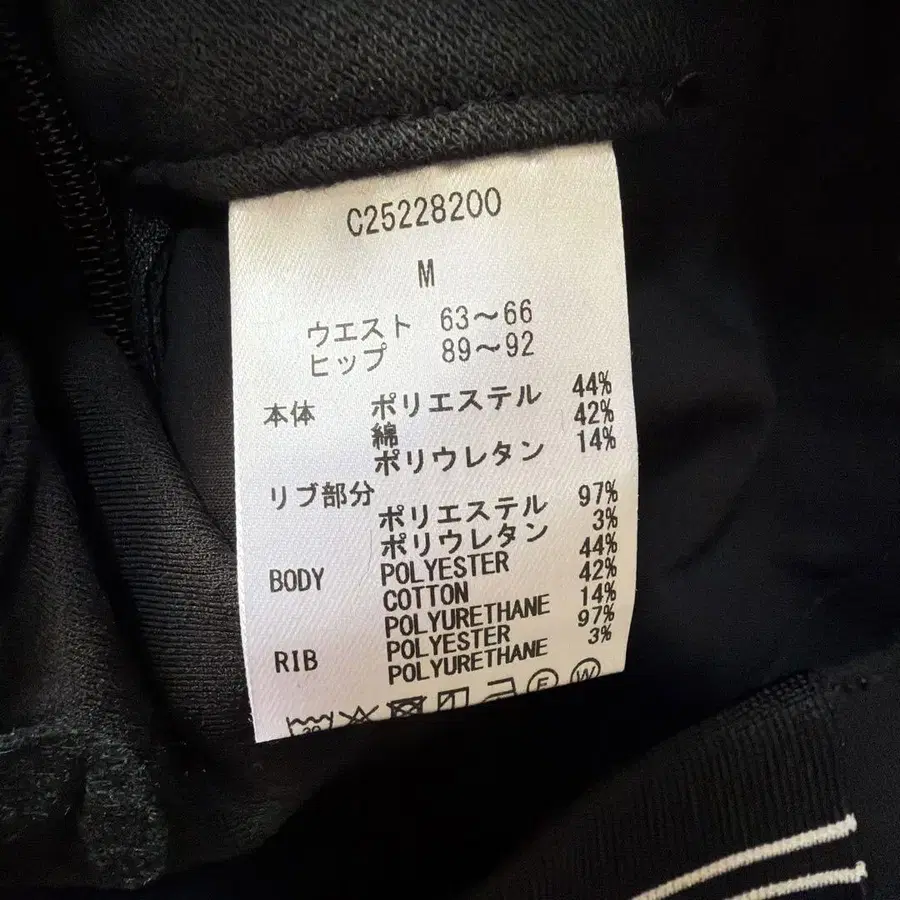 C25228200
M
ウエスト 63～66
ヒップ 89～92
本体 ポリエステル 44%
綿 42%
ポリウレタン 14%
リブ部分
ポリエステル 97%
ポリウレタン 3%
BODY POLYESTER 44%
COTTON 42%
POLYURETHANE 14%
RIB POLYESTER 97%
POLYURETHANE 3%
30 F W